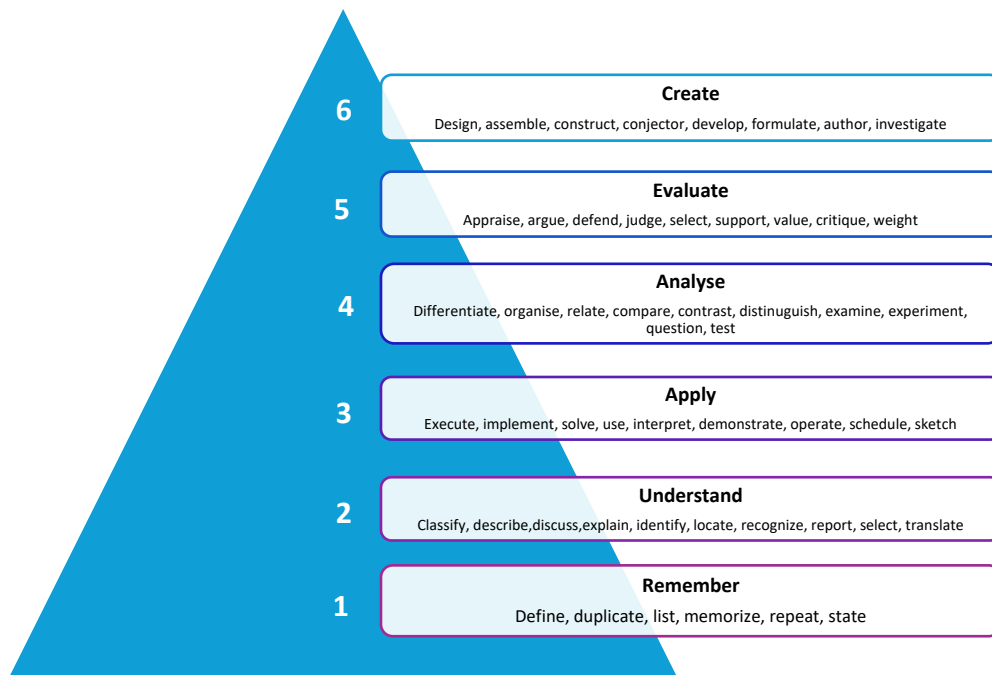 6
Create
Design, assemble, construct, conjector, develop, formulate, author, investigate
5
Evaluate
Appraise, argue, defend, judge, select, support, value, critique, weight
4
Analyse
Differentiate, organise, relate, compare, contrast, distinuguish, examine, experiment,
question, test
3
Apply
Execute, implement, solve, use, interpret, demonstrate, operate, schedule, sketch
2
Understand
Classify, describe,discuss,explain, identify, locate, recognize, report, select, translate
1
Remember
Define, duplicate, list, memorize, repeat, state